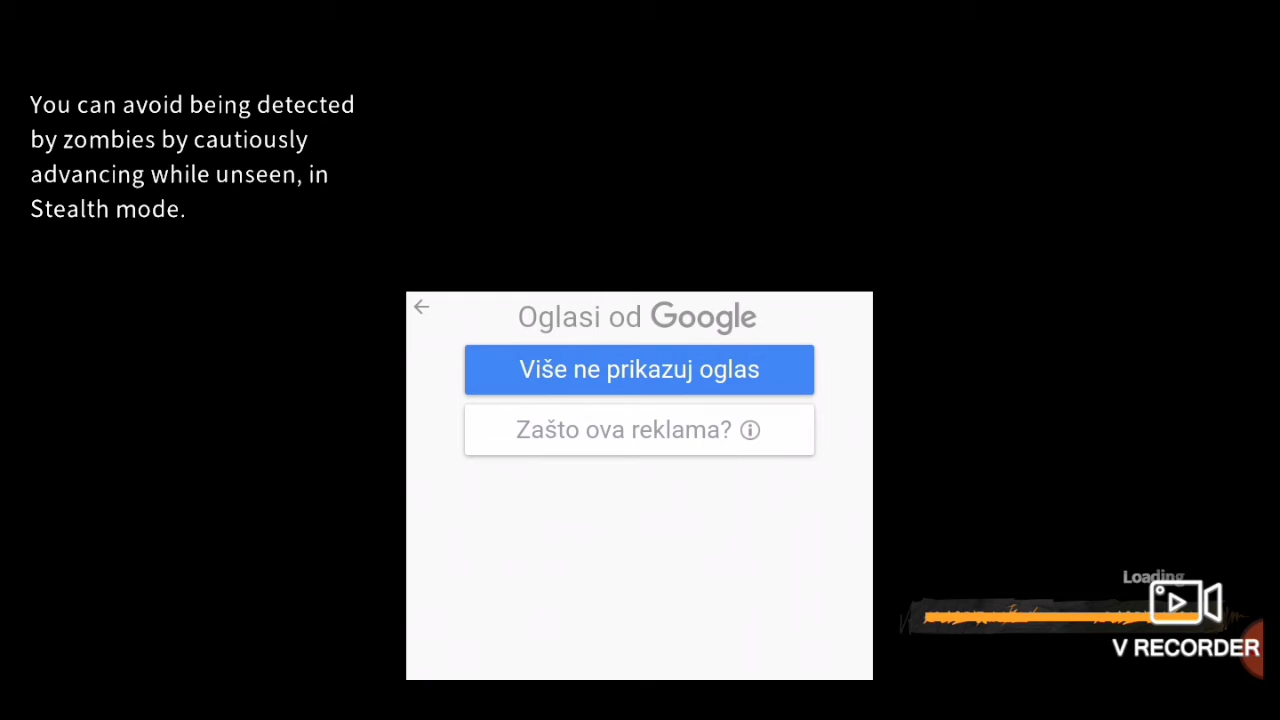 You can avoid being detected
by zombies by cautiously
advancing while unseen, in
Stealth mode.
Oglasi od Google
Više ne prikazuj oglas
Zašto ova reklama?
Loading
V RECORDER